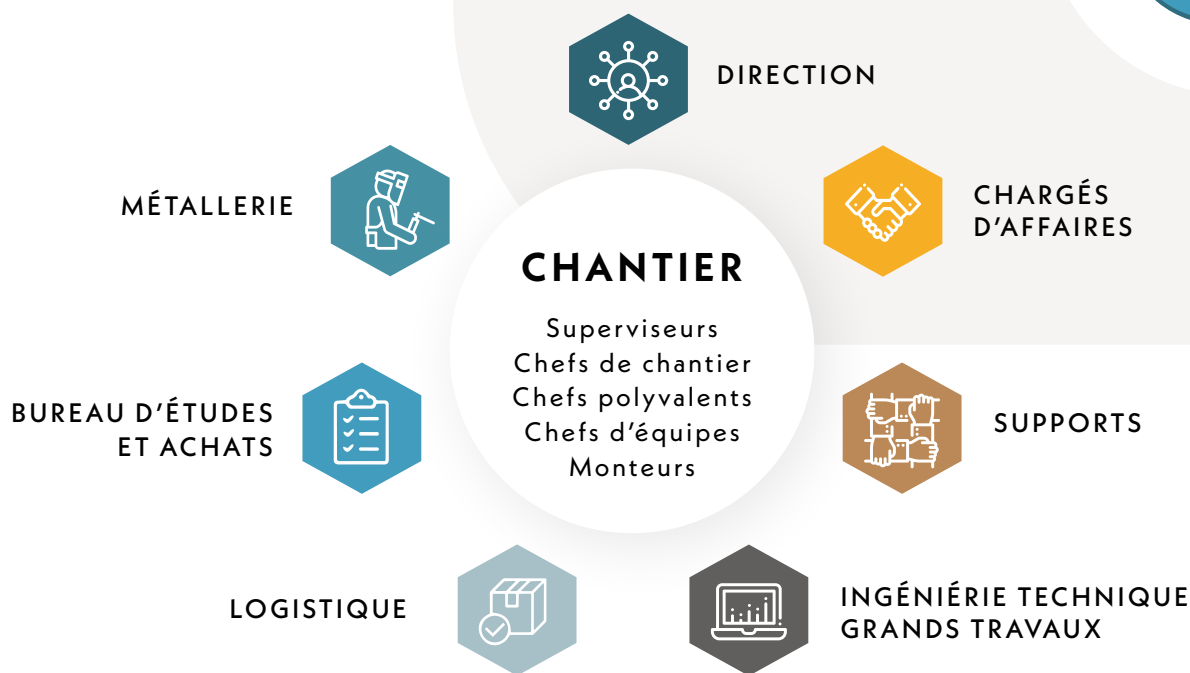 DIRECTION
MÉTALLERIE
CHARGÉS
D'AFFAIRES
CHANTIER
Superviseurs
Chefs de chantier
Chefs polyvalents
Chefs d'équipes
Monteurs
BUREAU D'ÉTUDES
ET ACHATS
SUPPORTS
LOGISTIQUE
INGÉNIÉRIE TECHNIQUE
GRANDS TRAVAUX